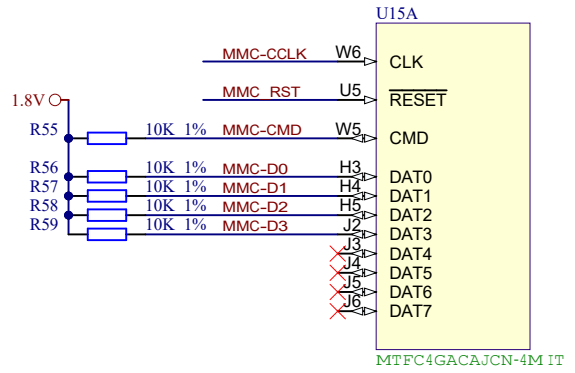 U15A
MMC-CCLK W6 CLK
MMC_RST U5 RESET
1.8V
R55 10K 1% MMC-CMD W5 CMD
R56 10K 1% MMC-D0 H3 DAT0
R57 10K 1% MMC-D1 H4 DAT1
R58 10K 1% MMC-D2 H5 DAT2
R59 10K 1% MMC-D3 J2 DAT3
J3 DAT4
J4 DAT5
J5 DAT6
J6 DAT7
MTFC4GACAJCN-4M IT